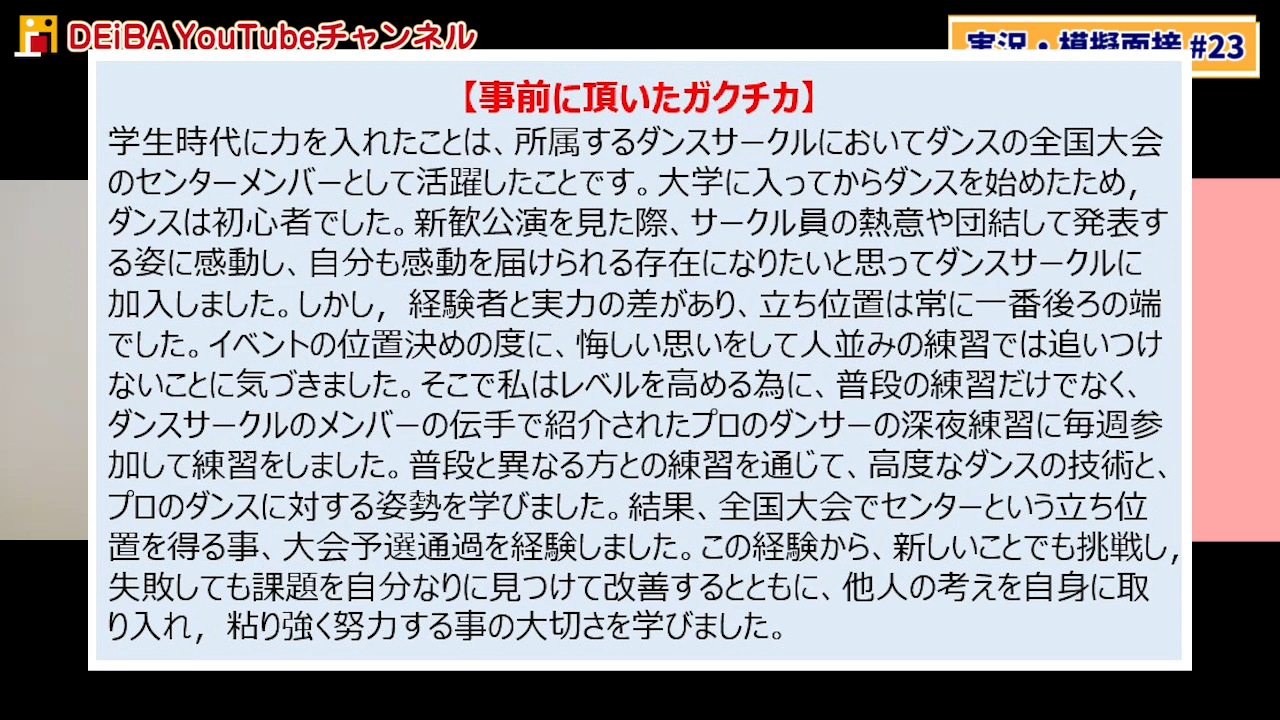 DEiBA YouTubeチャンネル
実況・模擬面接 #23
【事前に頂いたガクチカ】
学生時代に力を入れたことは、所属するダンスサークルにおいてダンスの全国大会
のセンターメンバーとして活躍したことです。大学に入ってからダンスを始めたため,
ダンスは初心者でした。新歓公演を見た際、サークル員の熱意や団結して発表す
る姿に感動し、自分も感動を届けられる存在になりたいと思ってダンスサークルに
加入しました。しかし, 経験者と実力の差があり、立ち位置は常に一番後ろの端
でした。イベントの位置決めの度に、悔しい思いをして人並みの練習では追いつけ
ないことに気づきました。そこで私はレベルを高める為に、普段の練習だけでなく、
ダンスサークルのメンバーの伝手で紹介されたプロのダンサーの深夜練習に毎週参
加して練習をしました。普段と異なる方との練習を通じて、高度なダンスの技術と、
プロのダンスに対する姿勢を学びました。結果、全国大会でセンターという立ち位
置を得る事、大会予選通過を経験しました。この経験から、新しいことでも挑戦し,
失敗しても課題を自分なりに見つけて改善するとともに、他人の考えを自身に取
り入れ, 粘り強く努力する事の大切さを学びました。